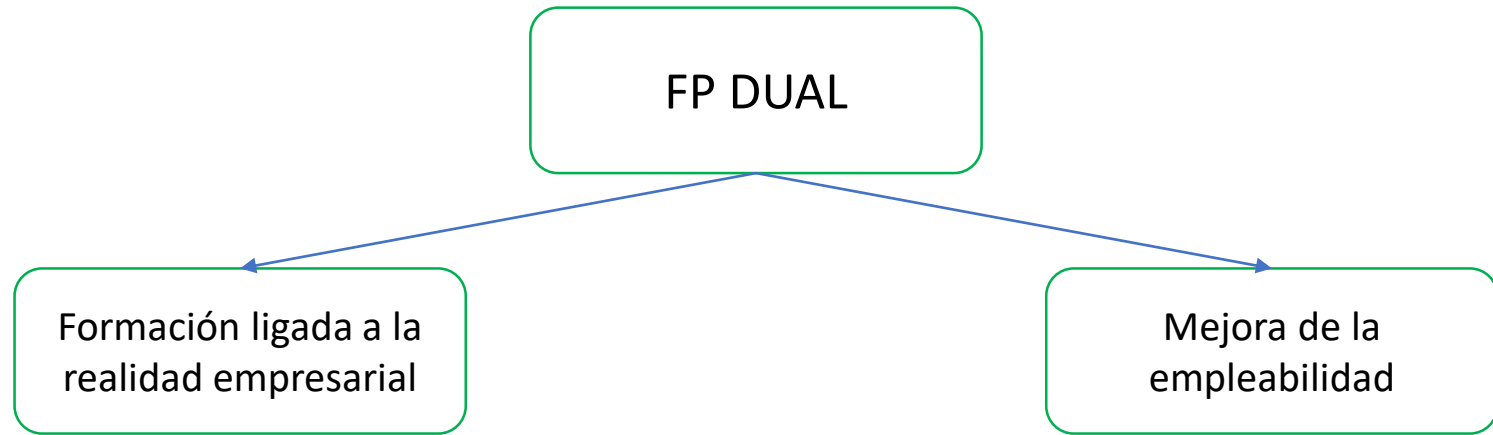 FP DUAL
Formación ligada a la
realidad empresarial
Mejora de la
empleabilidad